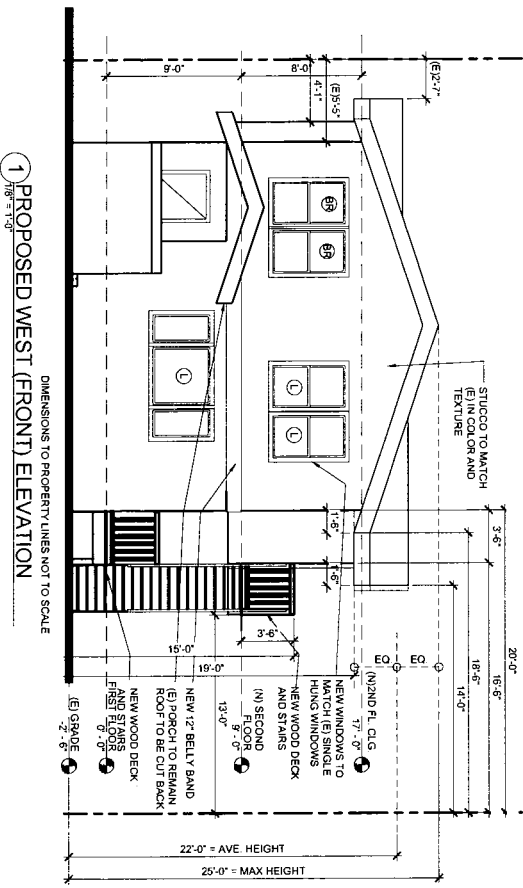 (E)2'-7"
(E)5'-5"
4'-1"
9'-0"
8'-0"
BR
BR
L
L
L
STUCCO TO MATCH
(E) IN COLOR AND
TEXTURE
1'-6"
3'-6"
1'-6"
20'-0"
16'-6"
18'-6"
14'-0"
EQ
EQ
3'-6"
15'-0"
19'-0"
13'-0"
(N)2ND FL. CLG
17' - 0"
NEW WINDOWS TO
MATCH (E) SINGLE
HUNG WINDOWS
NEW WOOD DECK
AND STAIRS
(N) SECOND
FLOOR
9' - 0"
NEW 12" BELLY BAND
(E) PORCH TO REMAIN
ROOF TO BE CUT BACK
NEW WOOD DECK
AND STAIRS
FIRST FLOOR
0' - 0"
(E) GRADE
-2' - 6"
22'-0" = AVE. HEIGHT
25'-0" = MAX HEIGHT
DIMENSIONS TO PROPERTY LINES NOT TO SCALE
1 PROPOSED WEST (FRONT) ELEVATION
1/8" = 1'-0"